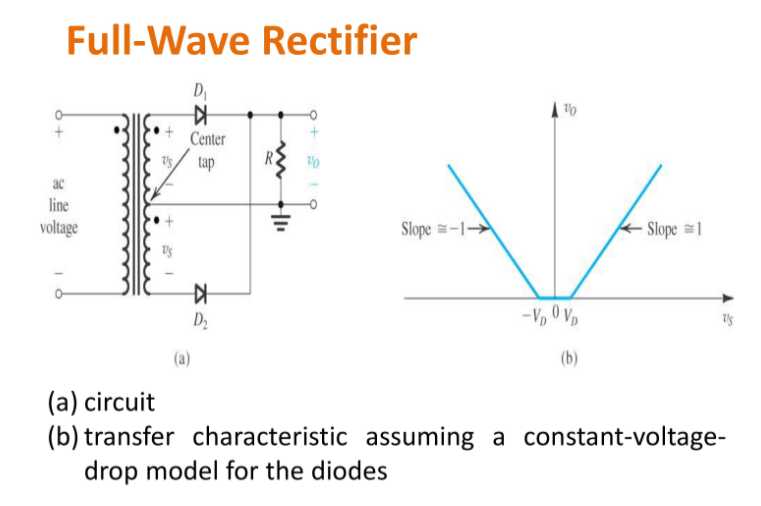 Full-Wave Rectifier
D1
+
+
Center
tap
vS
−
R
+
vO
−
ac
line
voltage
+
vS
−
−
D2
(a)
vO
Slope ≅ −1
Slope ≅ 1
−VD 0 VD
vS
(b)
(a) circuit
(b) transfer characteristic assuming a constant-voltage-
drop model for the diodes